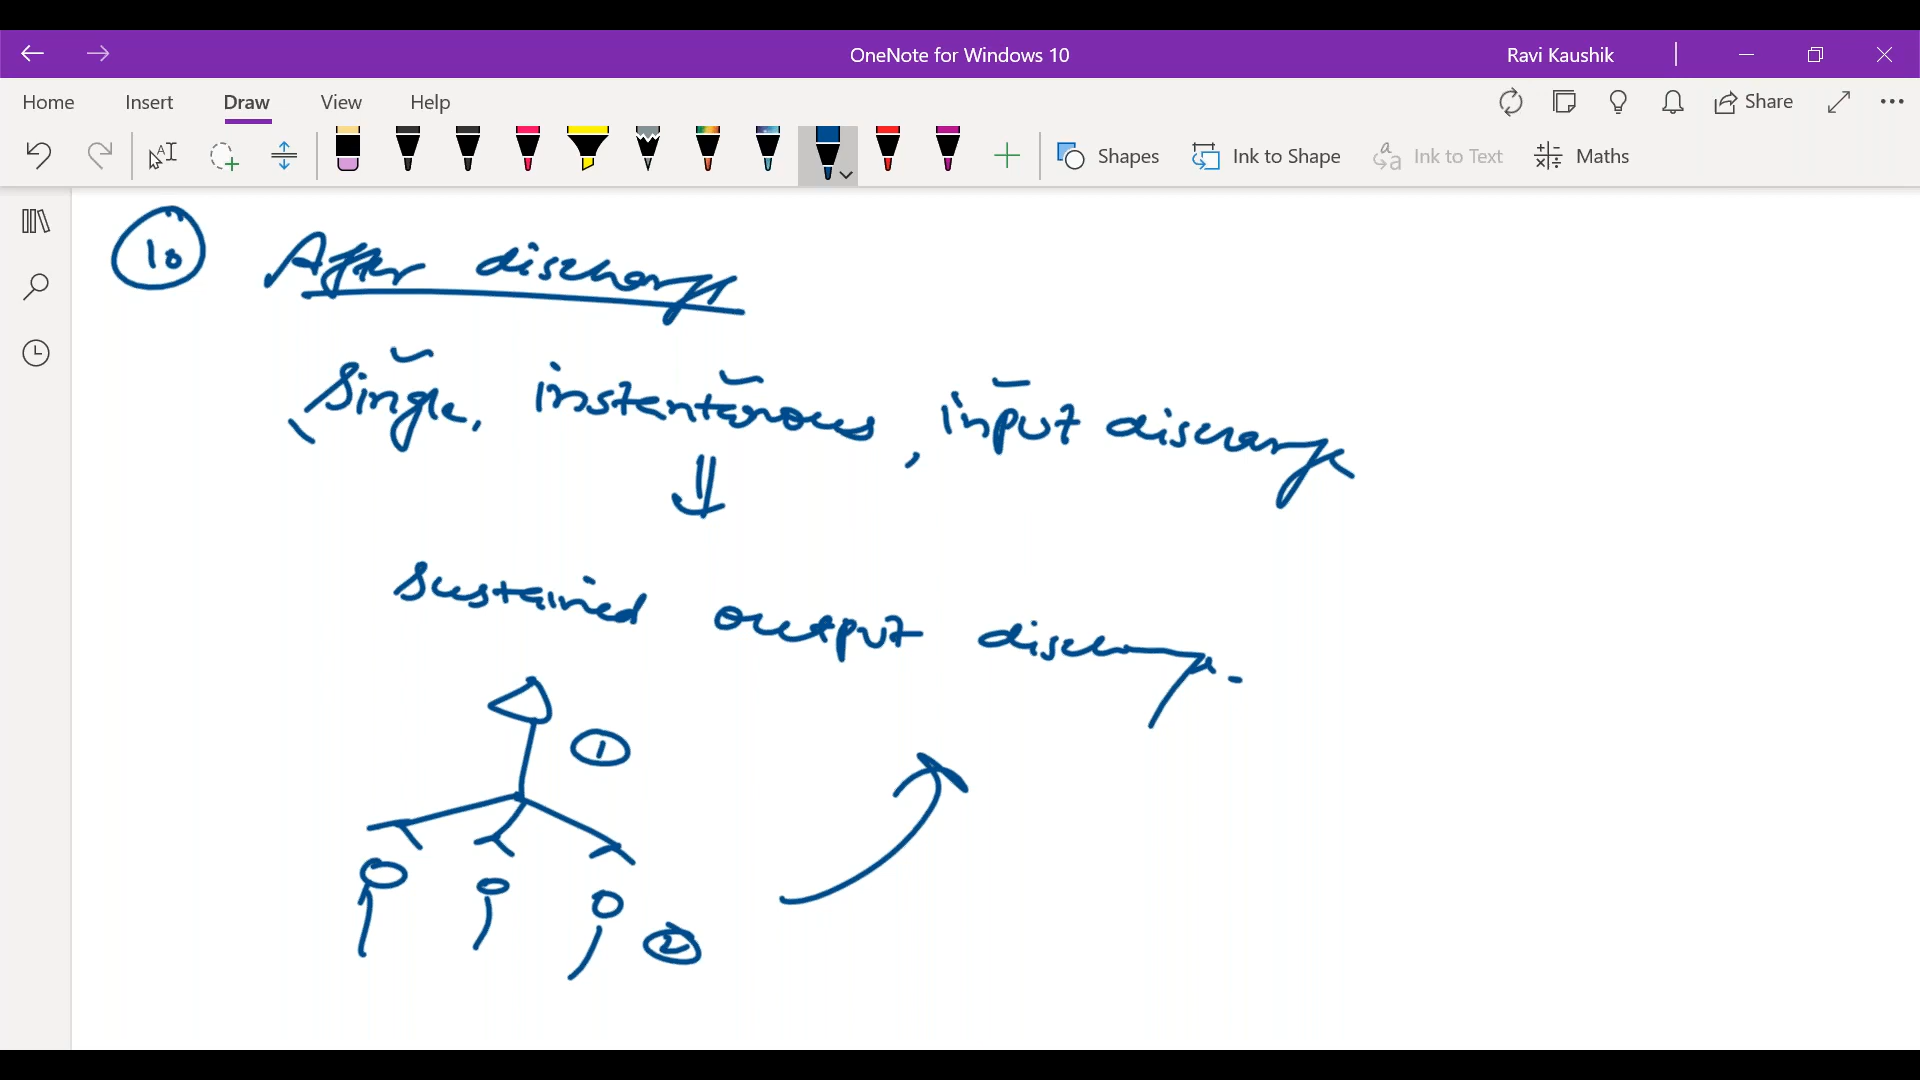 OneNote for Windows 10
Ravi Kaushik
Home Insert Draw View Help
Share
Shapes Ink to Shape Ink to Text Maths
10 After discharge
Single, instantanous, input discharge
sustained output discharge.
1
2